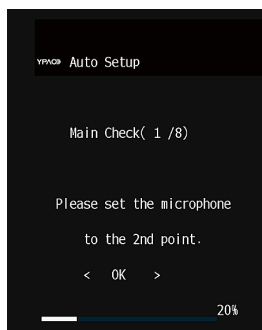 YPAO Auto Setup
Main Check( 1 /8)
Please set the microphone
to the 2nd point.
< OK >
20%